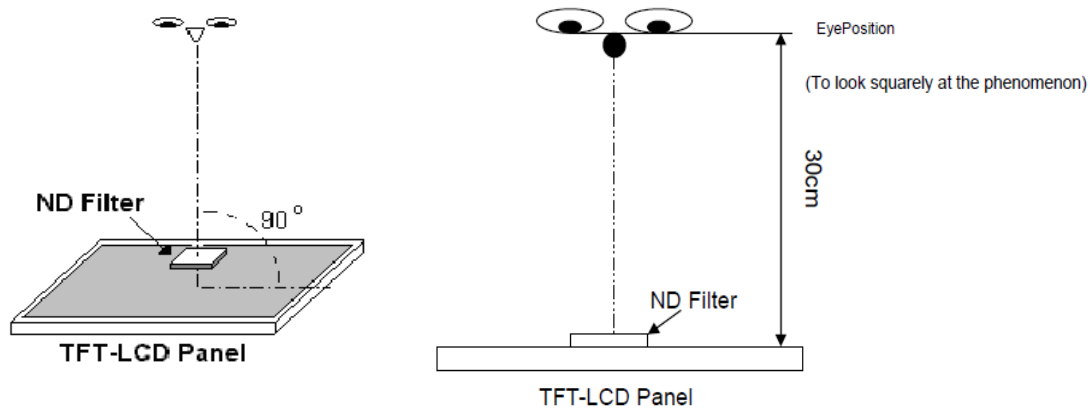 ND Filter
90°
TFT-LCD Panel
EyePosition
(To look squarely at the phenomenon)
30cm
ND Filter
TFT-LCD Panel